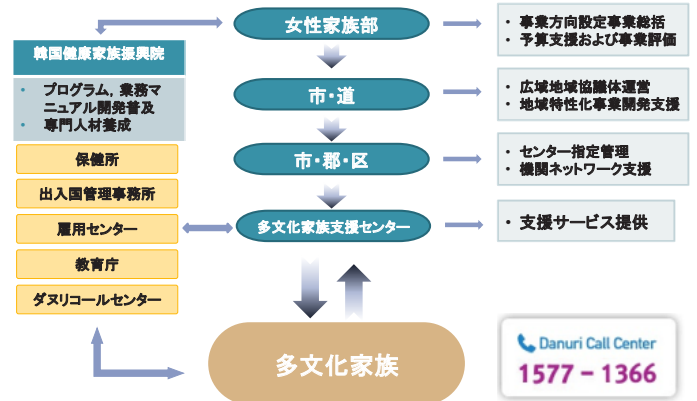 女性家族部
・ 事業方向設定事業総括
・ 予算支援および事業評価
韓国健康家族振興院
・ プログラム, 業務マ
ニュアル開発普及
・ 専門人材養成
市・道
・ 広域地域協議体運営
・ 地域特性化事業開発支援
保健所
出入国管理事務所
雇用センター
教育庁
ダヌリコールセンター
市・郡・区
・ センター指定管理
・ 機関ネットワーク支援
多文化家族支援センター
・ 支援サービス提供
多文化家族
Danuri Call Center
1577 - 1366